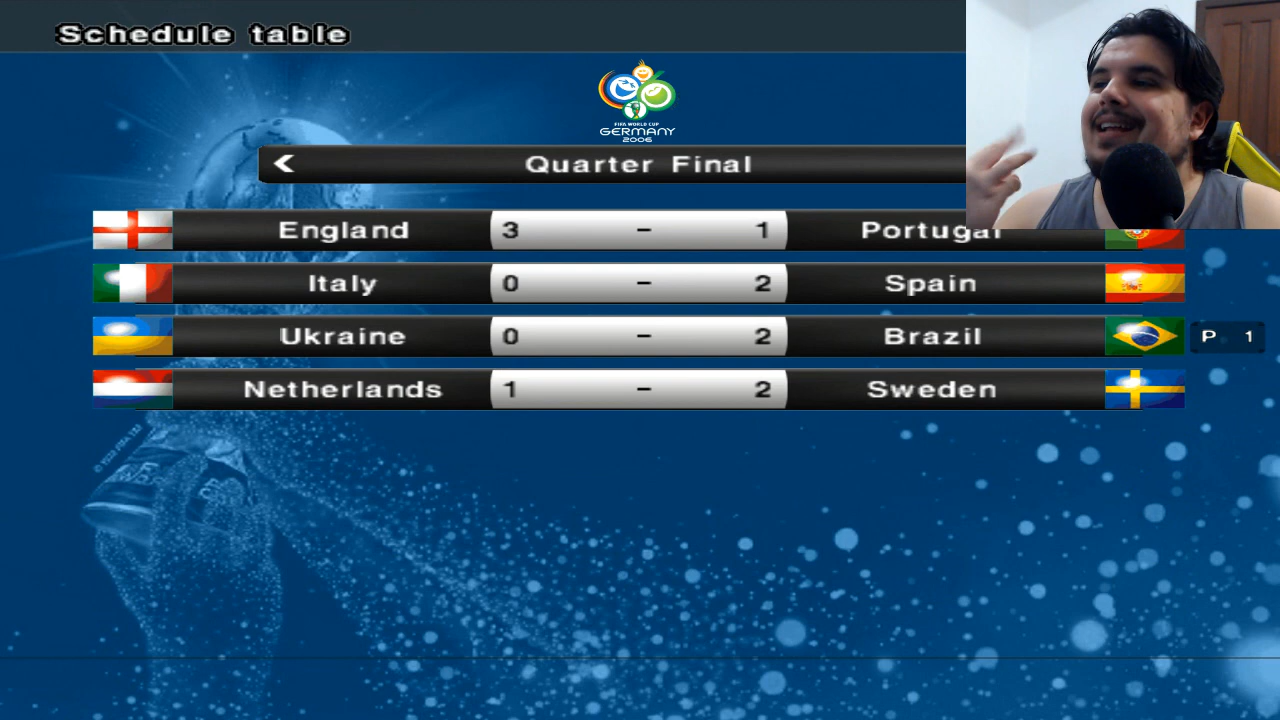 Schedule table
FIFA WORLD CUP
GERMANY
2006
Quarter Final
England 3 - 1 Portugal
Italy 0 - 2 Spain
Ukraine 0 - 2 Brazil P 1
Netherlands 1 - 2 Sweden